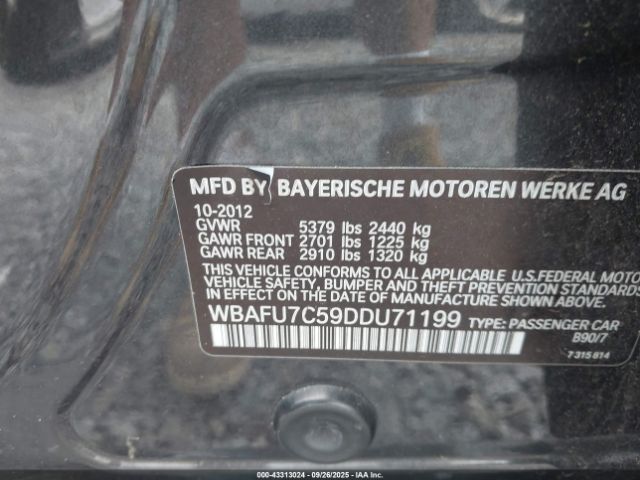 MFD BY BAYERISCHE MOTOREN WERKE AG
10-2012
GVWR 5379 lbs 2440 kg
GAWR FRONT 2701 lbs 1225 kg
GAWR REAR 2910 lbs 1320 kg
THIS VEHICLE CONFORMS TO ALL APPLICABLE U.S.FEDERAL MOTO
VEHICLE SAFETY, BUMPER AND THEFT PREVENTION STANDARDS
IN EFFECT ON THE DATE OF MANUFACTURE SHOWN ABOVE.
WBAFU7C59DDU71199 TYPE: PASSENGER CAR
B90/7
7 315 814
000-43313024 | 09/26/2025 | IAA Inc.